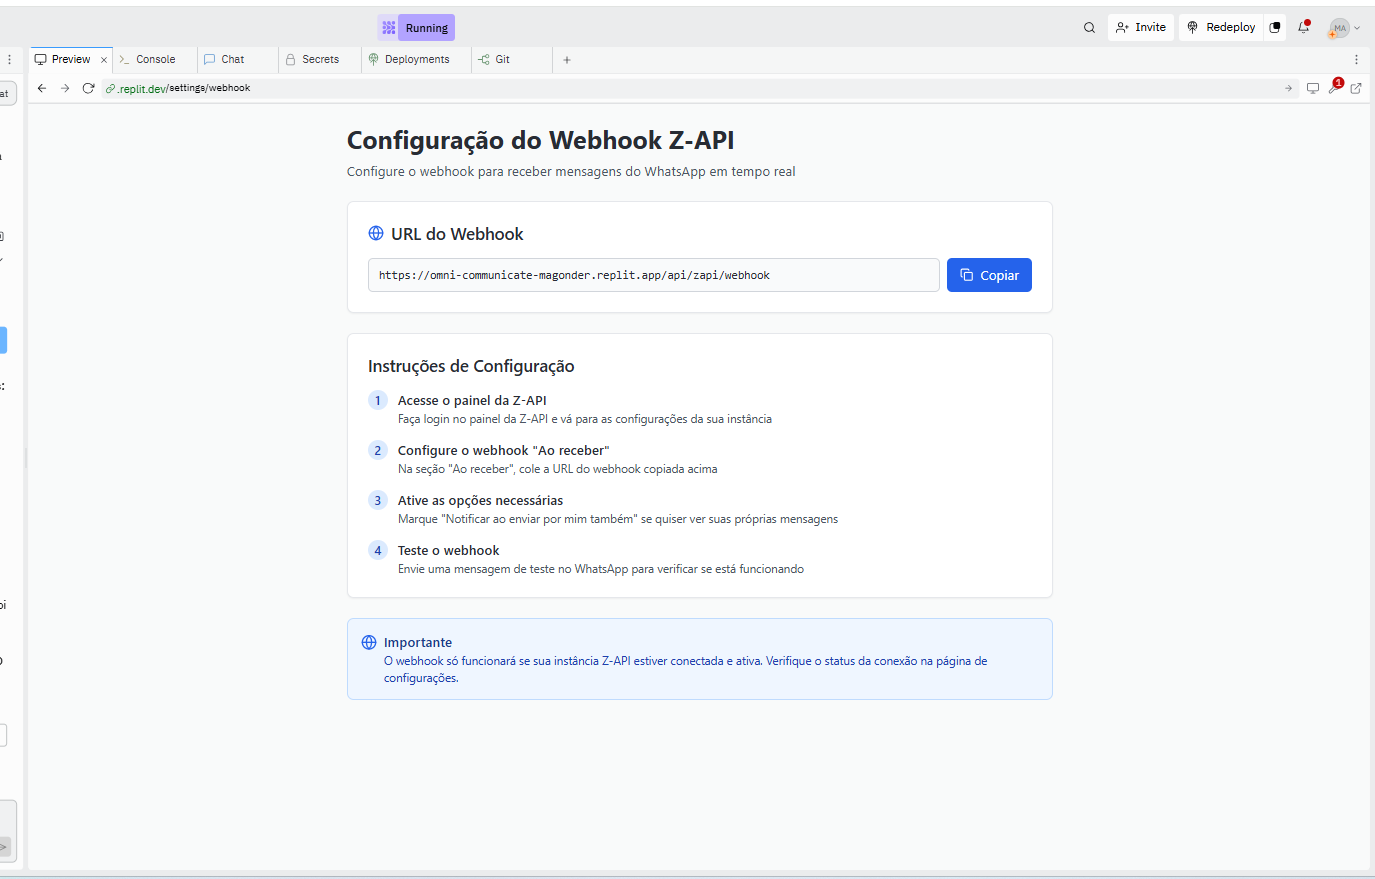 Running
Invite
Redeploy
MA
Preview
Console
Chat
Secrets
Deployments
Git
at
.replit.dev/settings/webhook
1
Configuração do Webhook Z-API
Configure o webhook para receber mensagens do WhatsApp em tempo real
URL do Webhook
https://omni-communicate-magonder.replit.app/api/zapi/webhook
Copiar
Instruções de Configuração
1 Acesse o painel da Z-API
Faça login no painel da Z-API e vá para as configurações da sua instância
2 Configure o webhook "Ao receber"
Na seção "Ao receber", cole a URL do webhook copiada acima
3 Ative as opções necessárias
Marque "Notificar ao enviar por mim também" se quiser ver suas próprias mensagens
4 Teste o webhook
Envie uma mensagem de teste no WhatsApp para verificar se está funcionando
Importante
O webhook só funcionará se sua instância Z-API estiver conectada e ativa. Verifique o status da conexão na página de
configurações.